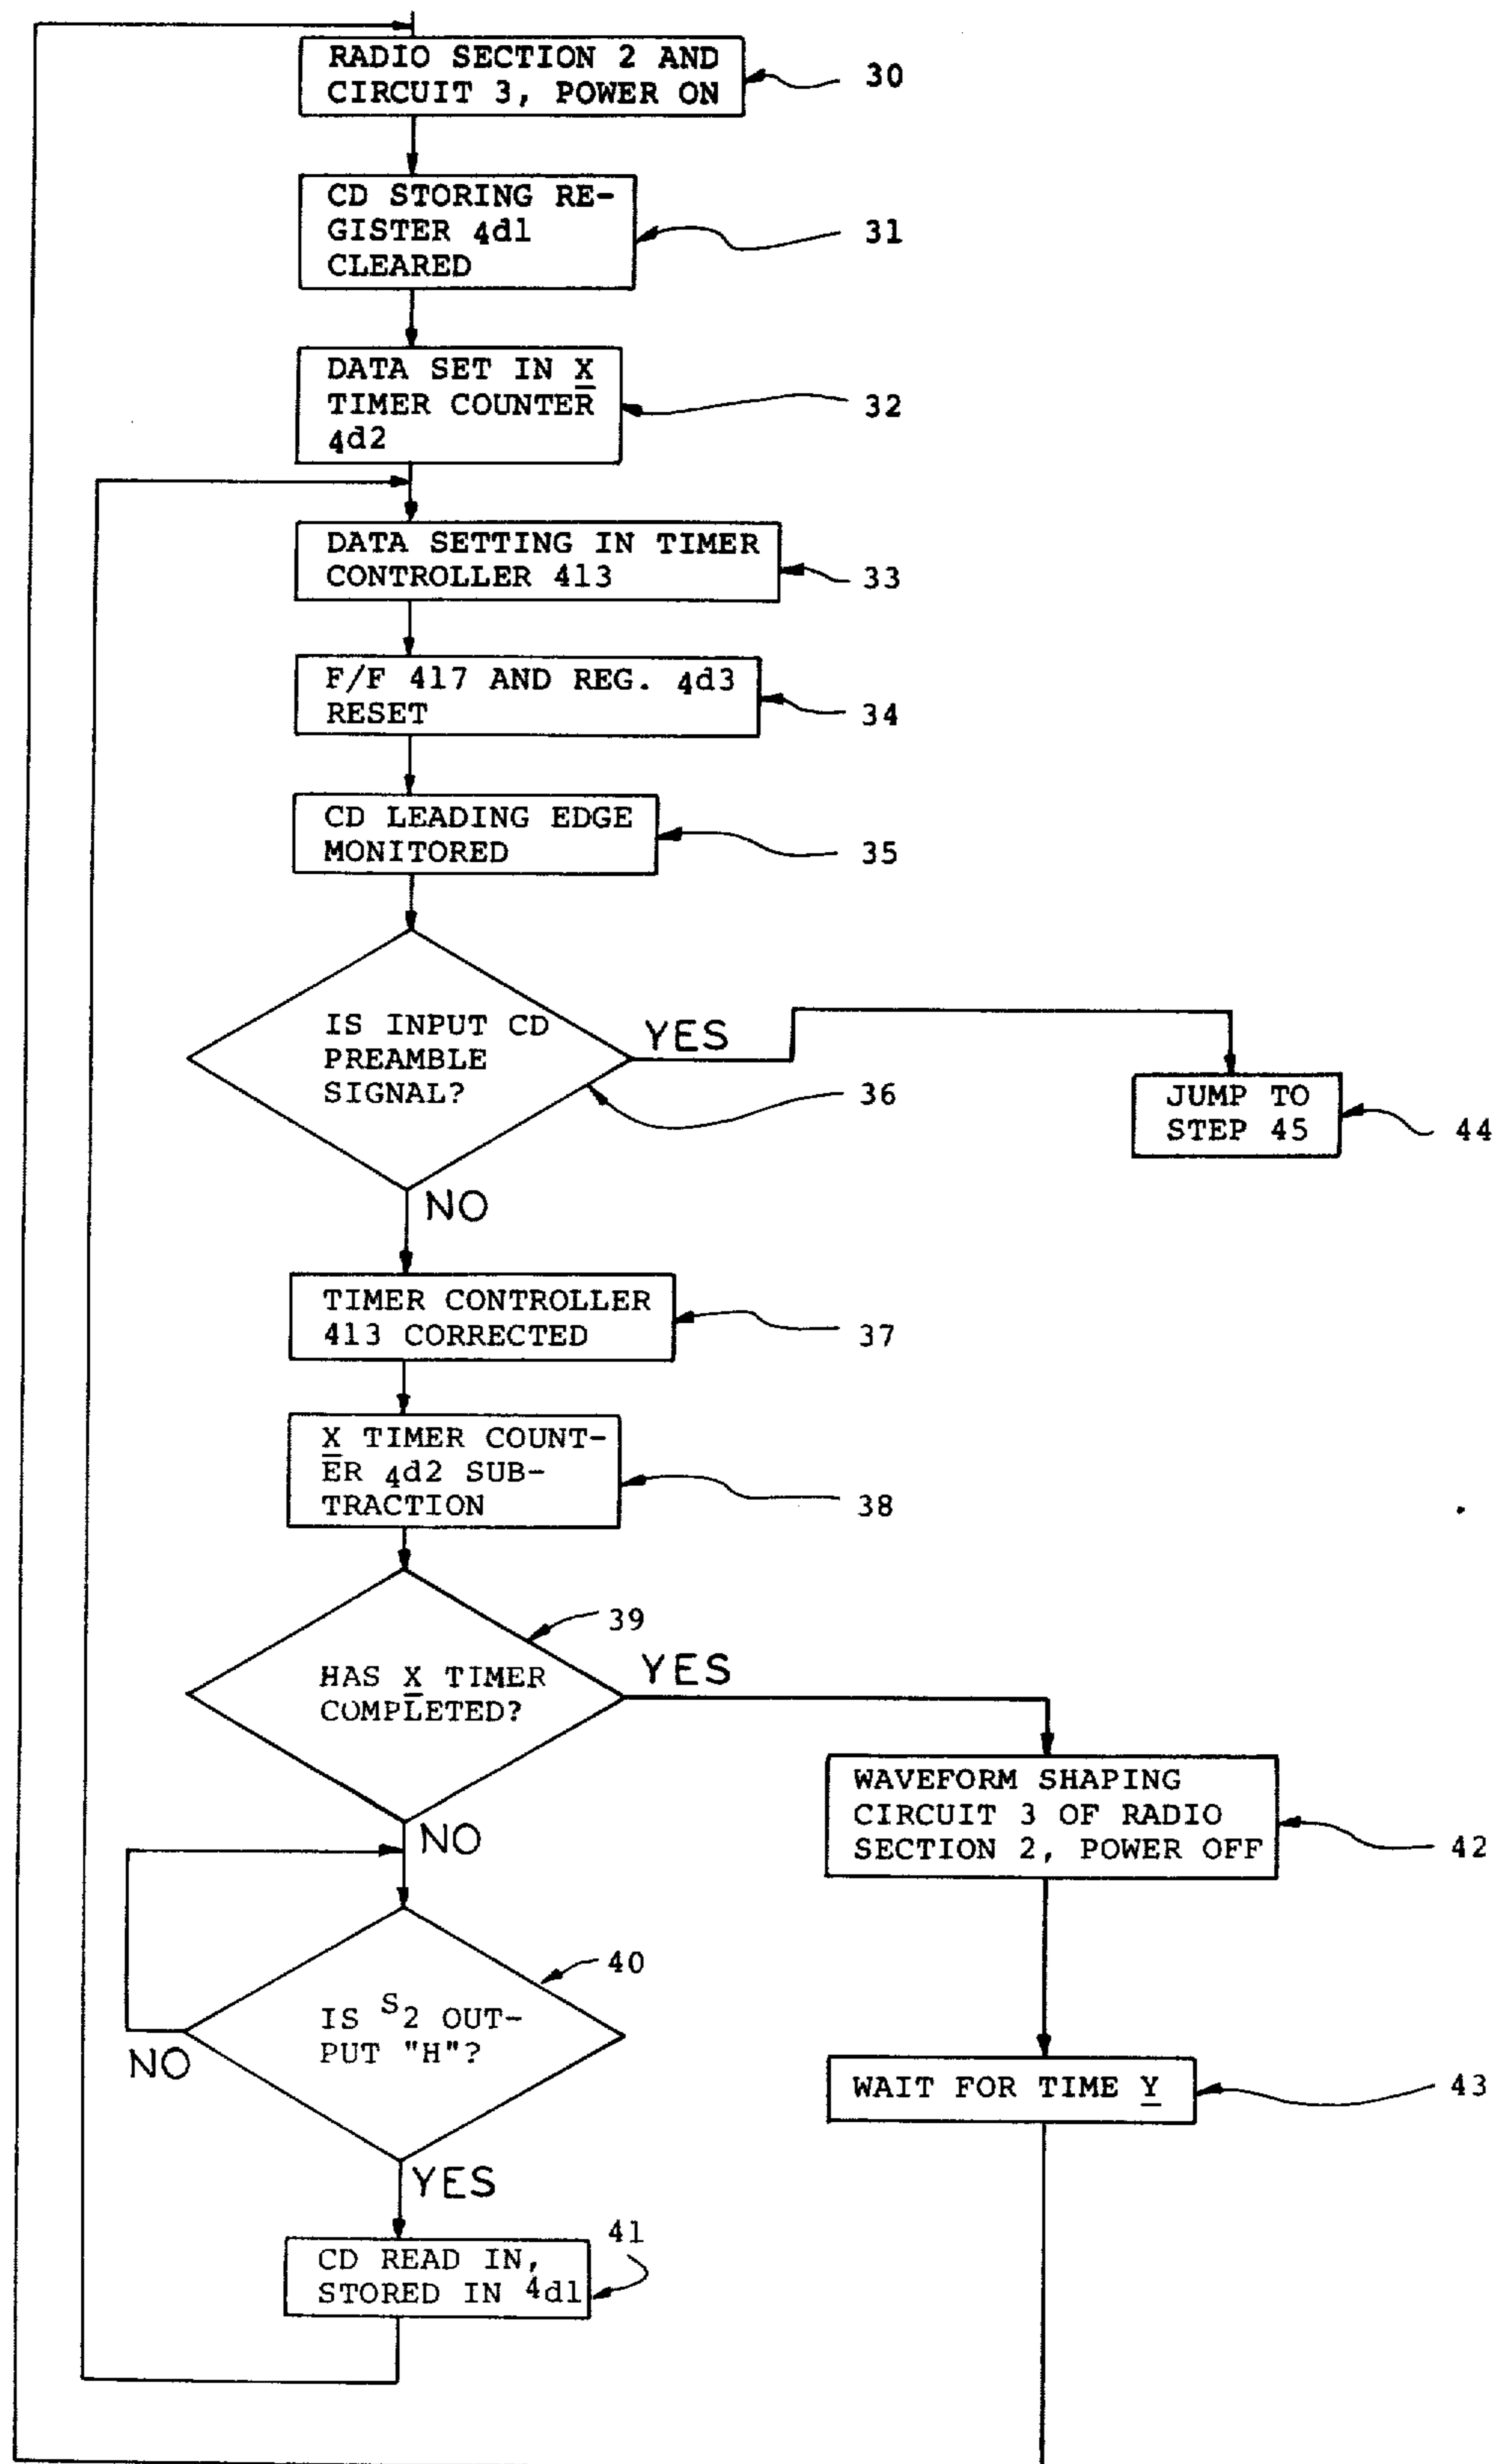 RADIO SECTION 2 AND
CIRCUIT 3, POWER ON
30
CD STORING RE-
GISTER 4d1
CLEARED
31
DATA SET IN X
TIMER COUNTER
4d2
32
DATA SETTING IN TIMER
CONTROLLER 413
33
F/F 417 AND REG. 4d3
RESET
34
CD LEADING EDGE
MONITORED
35
IS INPUT CD
PREAMBLE
SIGNAL?
YES
36
JUMP TO
STEP 45
44
NO
TIMER CONTROLLER
413 CORRECTED
37
X TIMER COUNT-
ER 4d2 SUB-
TRACTION
38
39
HAS X TIMER
COMPLETED?
YES
WAVEFORM SHAPING
CIRCUIT 3 OF RADIO
SECTION 2, POWER OFF
42
NO
40
IS S2 OUT-
PUT "H"?
NO
WAIT FOR TIME Y
43
YES
41
CD READ IN,
STORED IN 4d1